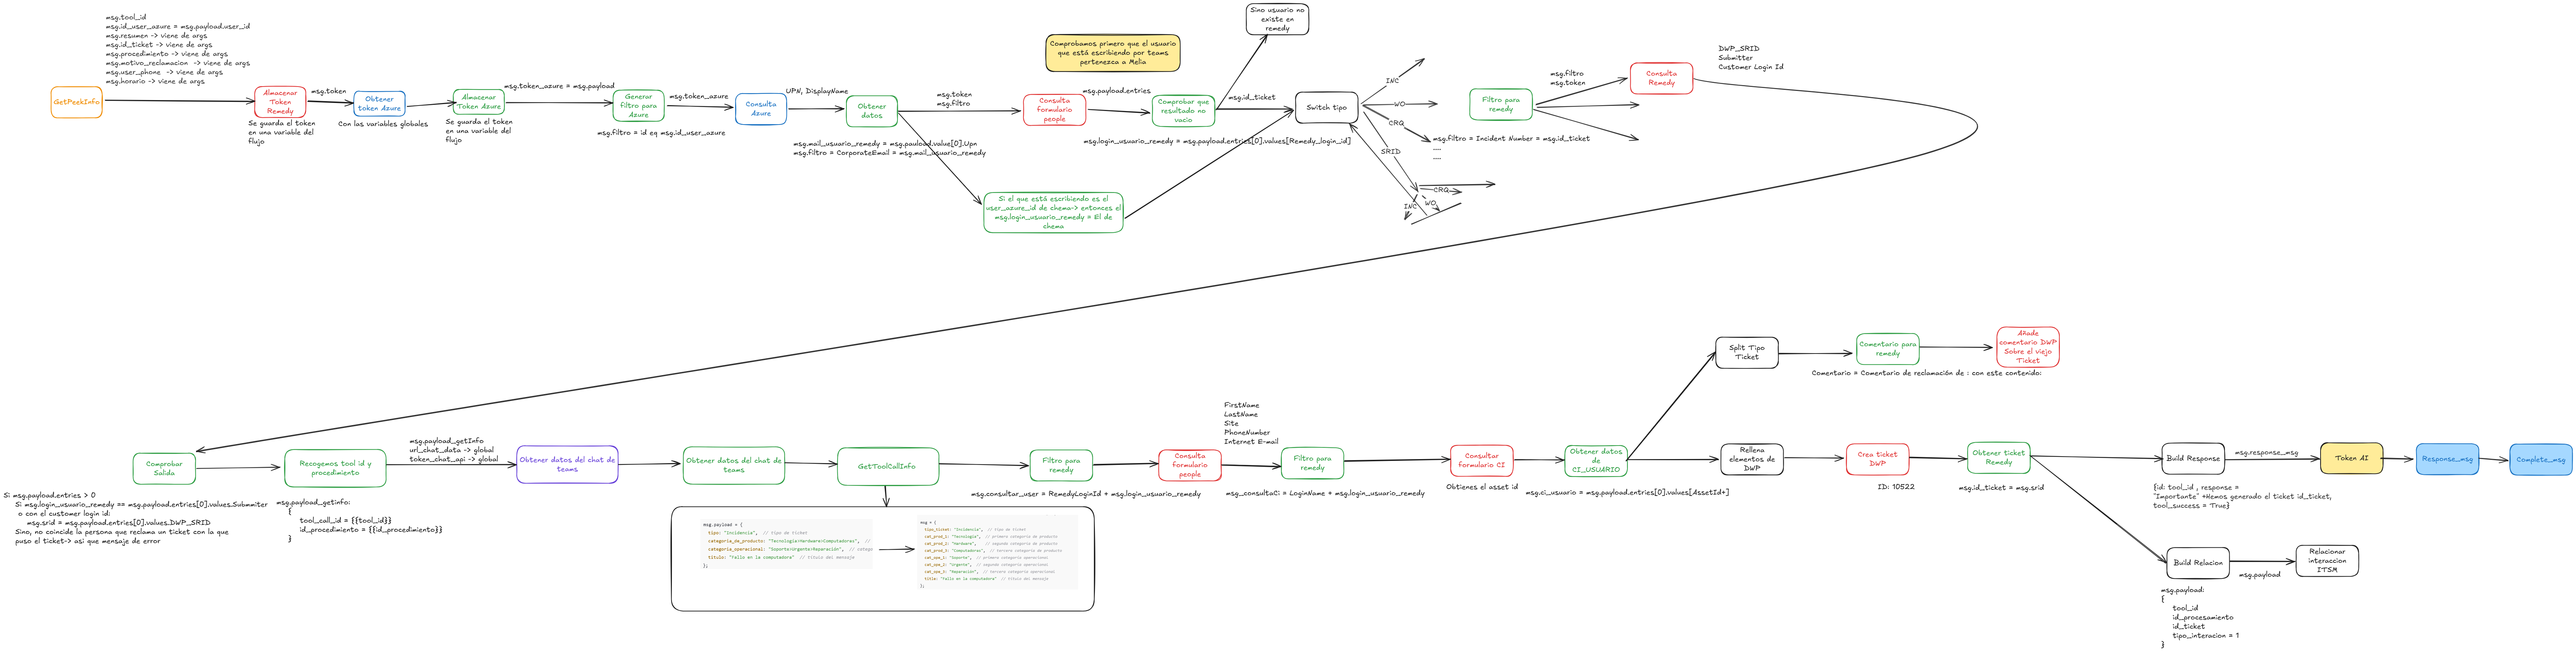 msg.tool_id
msg.id_user_azure = msg.payload.user_id
msg.resumen -> viene de args
msg.id_ticket -> viene de args
msg.procedimiento -> viene de args
msg.motivo_reclamacion -> viene de args
msg.user_phone -> viene de args
msg.horario -> viene de args
GetPeekInfo
Almacenar
Token
Remedy
Se guarda el token
en una variable del
flujo
msg.token
Obtener
token Azure
Con las variables globales
Almacenar
Token Azure
Se guarda el token
en una variable del
flujo
msg.token_azure = msg.payload
Generar
filtro para
Azure
msg.filtro = id eq msg.id_user_azure
msg.token_azure
Consulta
Azure
UPN, DisplayName
Obtener
datos
msg.mail_usuario_remedy = msg.payload.value[0].Upn
msg.filtro = CorporateEmail = msg.mail_usuario_remedy
msg.token
msg.filtro
Si el que está escribiendo es el
user_azure_id de chema-> entonces el
msg.login_usuario_remedy = El de
chema
Consulta
formulario
people
Comprobamos primero que el usuario
que está escribiendo por teams
pertenezca a Melia
msg.payload.entries
Comprobar que
resultado no
vacio
msg.login_usuario_remedy = msg.payload.entries[0].values[Remedy_login_id]
Sino usuario no
existe en
remedy
msg.id_ticket
Switch tipo
INC
WO
CRQ
SRID
CRQ
WO
INC
msg.filtro = Incident Number = msg.id_ticket
....
....
Filtro para
remedy
msg.filtro
msg.token
Consulta
Remedy
DWP_SRID
Submitter
Customer Login Id
Comprobar
Salida
Si msg.payload.entries > 0
Si: msg.login_usuario_remedy == msg.payload.entries[0].values.Submmiter
o con el customer login id:
msg.srid = msg.payload.entries[0].values.DWP_SRID
Sino, no coincide la persona que reclama un ticket con la que
puso el ticket-> asi que mensaje de error
Recogemos tool id y
procedimiento
msg.payload_getinfo:
{
tool_call_id = {{tool_id}}
id_procedimiento = {{id_procedimiento}}
}
msg.payload_getInfo
url_chat_data -> global
token_chat_api -> global
Obtener datos del chat de
teams
Obtener datos del chat de
teams
GetToolCallInfo
msg.payload = {
tipo: "Incidencia", // tipo de ticket
categoria_de_producto: "Tecnología>Hardware>Computadoras", //
categoria_operacional: "Soporte>Urgente>Reparación", // catego
titulo: "Fallo en la computadora" // título del mensaje
};
msg = {
tipo_ticket: "Incidencia", // tipo de ticket
cat_prod_1: "Tecnología", // primera categoría de producto
cat_prod_2: "Hardware", // segunda categoría de producto
cat_prod_3: "Computadoras", // tercera categoría de producto
cat_ope_1: "Soporte", // primera categoría operacional
cat_ope_2: "Urgente", // segunda categoría operacional
cat_ope_3: "Reparación", // tercera categoría operacional
title: "Fallo en la computadora" // título del mensaje
};
Filtro para
remedy
msg.consultar_user = RemedyLoginId + msg.login_usuario_remedy
Consulta
formulario
people
FirstName
LastName
Site
PhoneNumber
Internet E-mail
Filtro para
remedy
msg_consultaCi = LoginName + msg.login_usuario_remedy
Consultar
formulario CI
Obtienes el asset id
Obtener datos
de
CI_USUARIO
msg.ci_usuario = msg.payload.entries[0].values[AssetId+]
Split Tipo
Ticket
Comentario para
remedy
Comentario = Comentario de reclamación de : con este contenido:
Añade
comentario DWP
Sobre el viejo
Ticket
Rellena
elementos de
DWP
Crea ticket
DWP
ID: 10522
Obtener ticket
Remedy
msg.id_ticket = msg.srid
Build Response
{id: tool_id , response =
"Importante" +Hemos generado el ticket id_ticket,
tool_success = True}
msg.response_msg
Token AI
Response_msg
Complete_msg
Build Relacion
msg.payload:
{
tool_id
id_procesamiento
id_ticket
tipo_interacion = 1
}
msg.payload
Relacionar
interaccion
ITSM